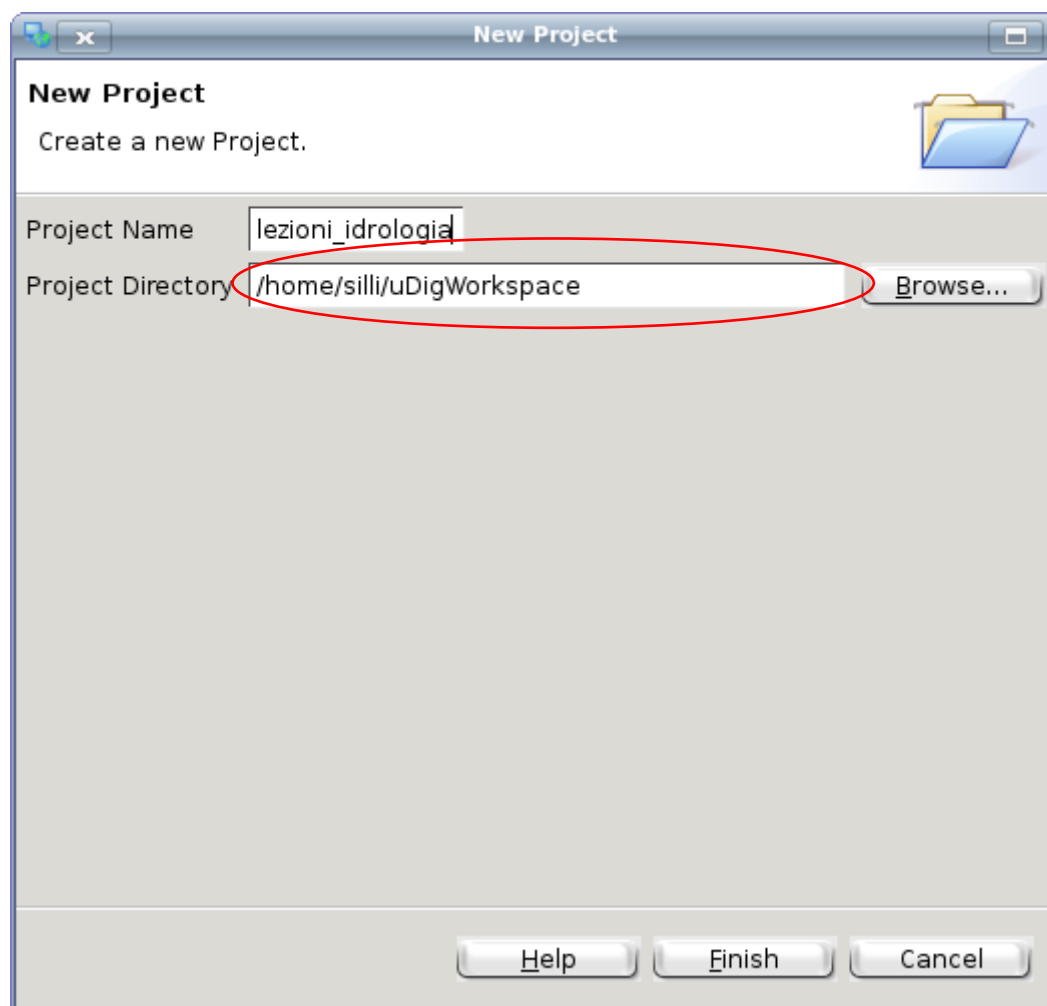 New Project
New Project
Create a new Project.
Project Name lezioni_idrologia
Project Directory /home/silli/uDigWorkspace Browse...
Help Finish Cancel